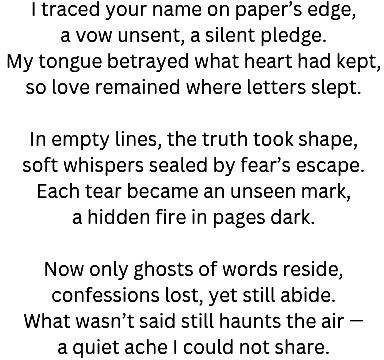 I traced your name on paper’s edge,
a vow unsent, a silent pledge.
My tongue betrayed what heart had kept,
so love remained where letters slept.

In empty lines, the truth took shape,
soft whispers sealed by fear’s escape.
Each tear became an unseen mark,
a hidden fire in pages dark.

Now only ghosts of words reside,
confessions lost, yet still abide.
What wasn’t said still haunts the air —
a quiet ache I could not share.